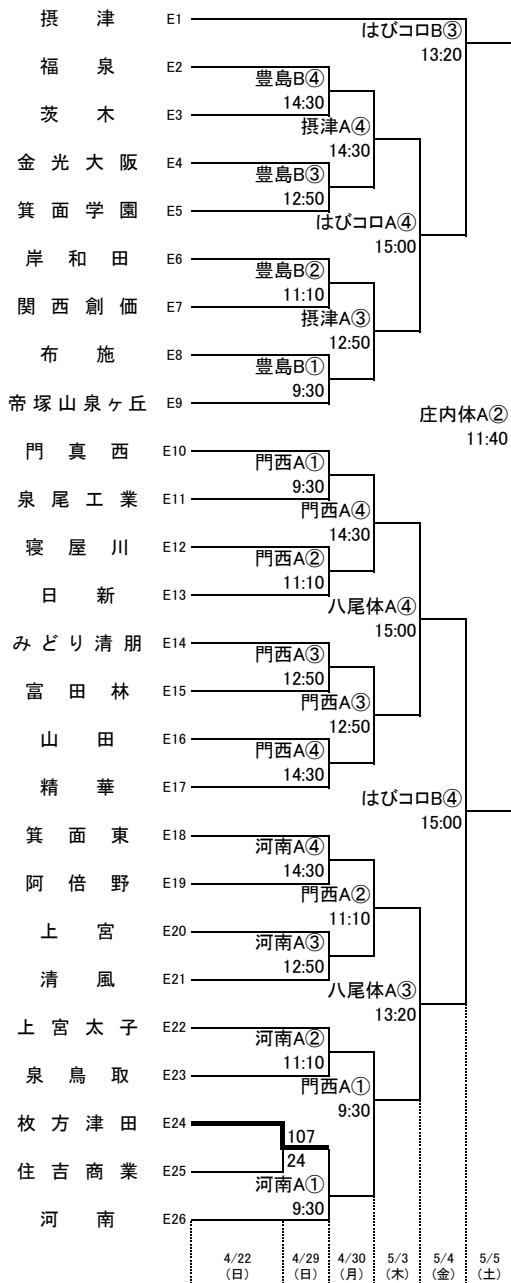 摂津 E1
はびコロB③
13:20
福泉 E2
豊島B④
14:30
茨木 E3
摂津A④
14:30
金光大阪 E4
豊島B③
12:50
箕面学園 E5
はびコロA④
15:00
岸和田 E6
豊島B②
11:10
関西創価 E7
摂津A③
12:50
布施 E8
豊島B①
9:30
帝塚山泉ヶ丘 E9
庄内体A②
11:40
門真西 E10
門西A①
9:30
泉尾工業 E11
門西A④
14:30
寝屋川 E12
門西A②
11:10
日新 E13
八尾体A④
15:00
みどり清朋 E14
門西A③
12:50
富田林 E15
門西A③
12:50
山田 E16
門西A④
14:30
精華 E17
はびコロB④
15:00
箕面東 E18
河南A④
14:30
阿倍野 E19
門西A②
11:10
上宮 E20
河南A③
12:50
清風 E21
八尾体A③
13:20
上宮太子 E22
河南A②
11:10
泉鳥取 E23
門西A①
9:30
枚方津田 E24
107
24
住吉商業 E25
河南A①
9:30
河南 E26
4/22 4/29 4/30 5/3 5/4 5/5
(日) (日) (月) (木) (金) (土)